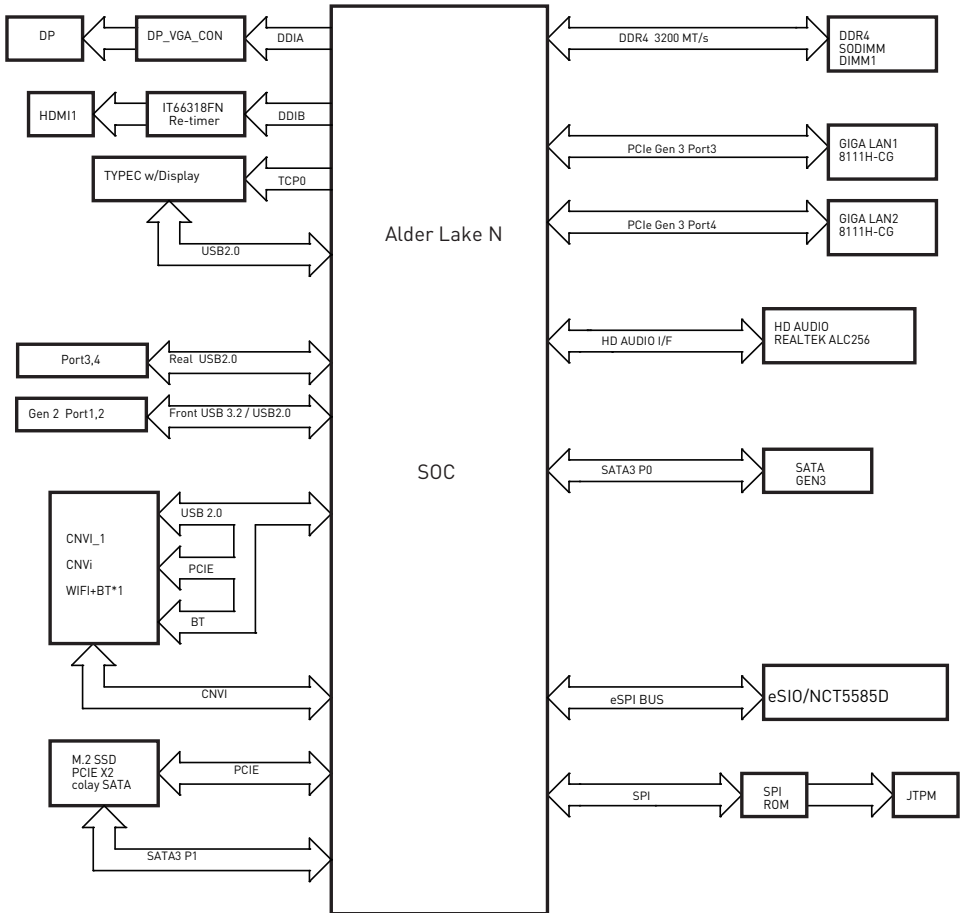 DP
DP_VGA_CON
DDIA
HDMI1
IT66318FN
Re-timer
DDIB
TYPEC w/Display
TCP0
USB2.0
Port3,4
Real USB2.0
Gen 2 Port1,2
Front USB 3.2 / USB2.0
CNVI_1
CNVi
WIFI+BT*1
USB 2.0
PCIE
BT
CNVI
M.2 SSD
PCIE X2
colay SATA
PCIE
SATA3 P1
Alder Lake N
SOC
DDR4 3200 MT/s
DDR4
SODIMM
DIMM1
PCIe Gen 3 Port3
GIGA LAN1
8111H-CG
PCIe Gen 3 Port4
GIGA LAN2
8111H-CG
HD AUDIO I/F
HD AUDIO
REALTEK ALC256
SATA3 P0
SATA
GEN3
eSPI BUS
eSIO/NCT5585D
SPI
SPI
ROM
JTPM